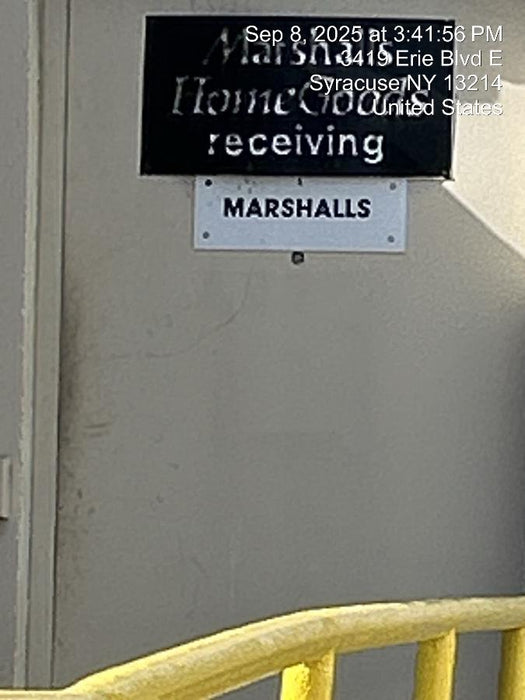 Sep 8, 2025 at 3:41:56 PM
3419 Erie Blvd E
Syracuse NY 13214
United States
Marshalls
HomeGoods
receiving
MARSHALLS